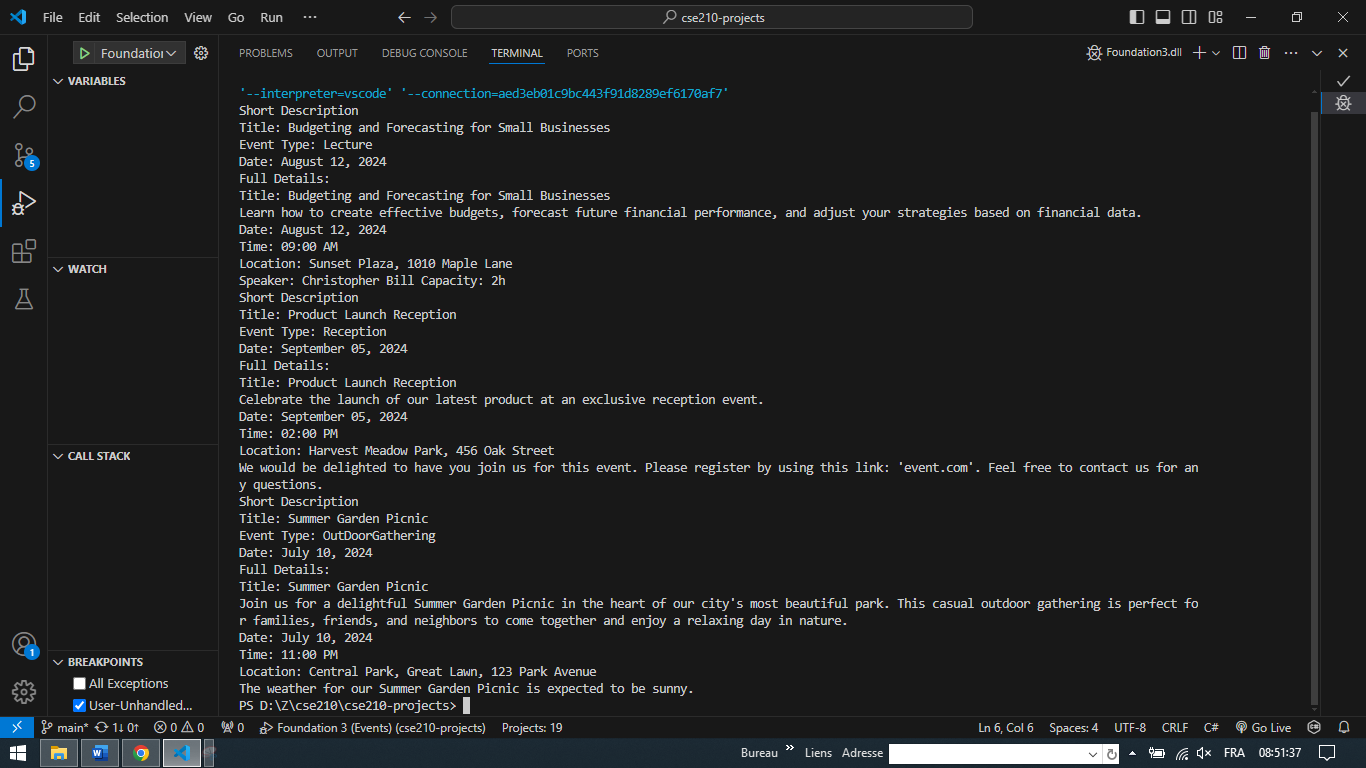 File Edit Selection View Go Run ···
cse210-projects
Foundation
PROBLEMS OUTPUT DEBUG CONSOLE TERMINAL PORTS
Foundation3.dll
VARIABLES
WATCH
CALL STACK
BREAKPOINTS
All Exceptions
User-Unhandled...
5
1
'--interpreter=vscode' '--connection=aed3eb01c9bc443f91d8289ef6170af7'
Short Description
Title: Budgeting and Forecasting for Small Businesses
Event Type: Lecture
Date: August 12, 2024
Full Details:
Title: Budgeting and Forecasting for Small Businesses
Learn how to create effective budgets, forecast future financial performance, and adjust your strategies based on financial data.
Date: August 12, 2024
Time: 09:00 AM
Location: Sunset Plaza, 1010 Maple Lane
Speaker: Christopher Bill Capacity: 2h
Short Description
Title: Product Launch Reception
Event Type: Reception
Date: September 05, 2024
Full Details:
Title: Product Launch Reception
Celebrate the launch of our latest product at an exclusive reception event.
Date: September 05, 2024
Time: 02:00 PM
Location: Harvest Meadow Park, 456 Oak Street
We would be delighted to have you join us for this event. Please register by using this link: 'event.com'. Feel free to contact us for an
y questions.
Short Description
Title: Summer Garden Picnic
Event Type: OutDoorGathering
Date: July 10, 2024
Full Details:
Title: Summer Garden Picnic
Join us for a delightful Summer Garden Picnic in the heart of our city's most beautiful park. This casual outdoor gathering is perfect fo
r families, friends, and neighbors to come together and enjoy a relaxing day in nature.
Date: July 10, 2024
Time: 11:00 PM
Location: Central Park, Great Lawn, 123 Park Avenue
The weather for our Summer Garden Picnic is expected to be sunny.
PS D:\Z\cse210\cse210-projects>
main* 1↓ 0↑ 0 0 0 Foundation 3 (Events) (cse210-projects) Projects: 19 Ln 6, Col 6 Spaces: 4 UTF-8 CRLF C# Go Live
Bureau » Liens Adresse FRA 08:51:37